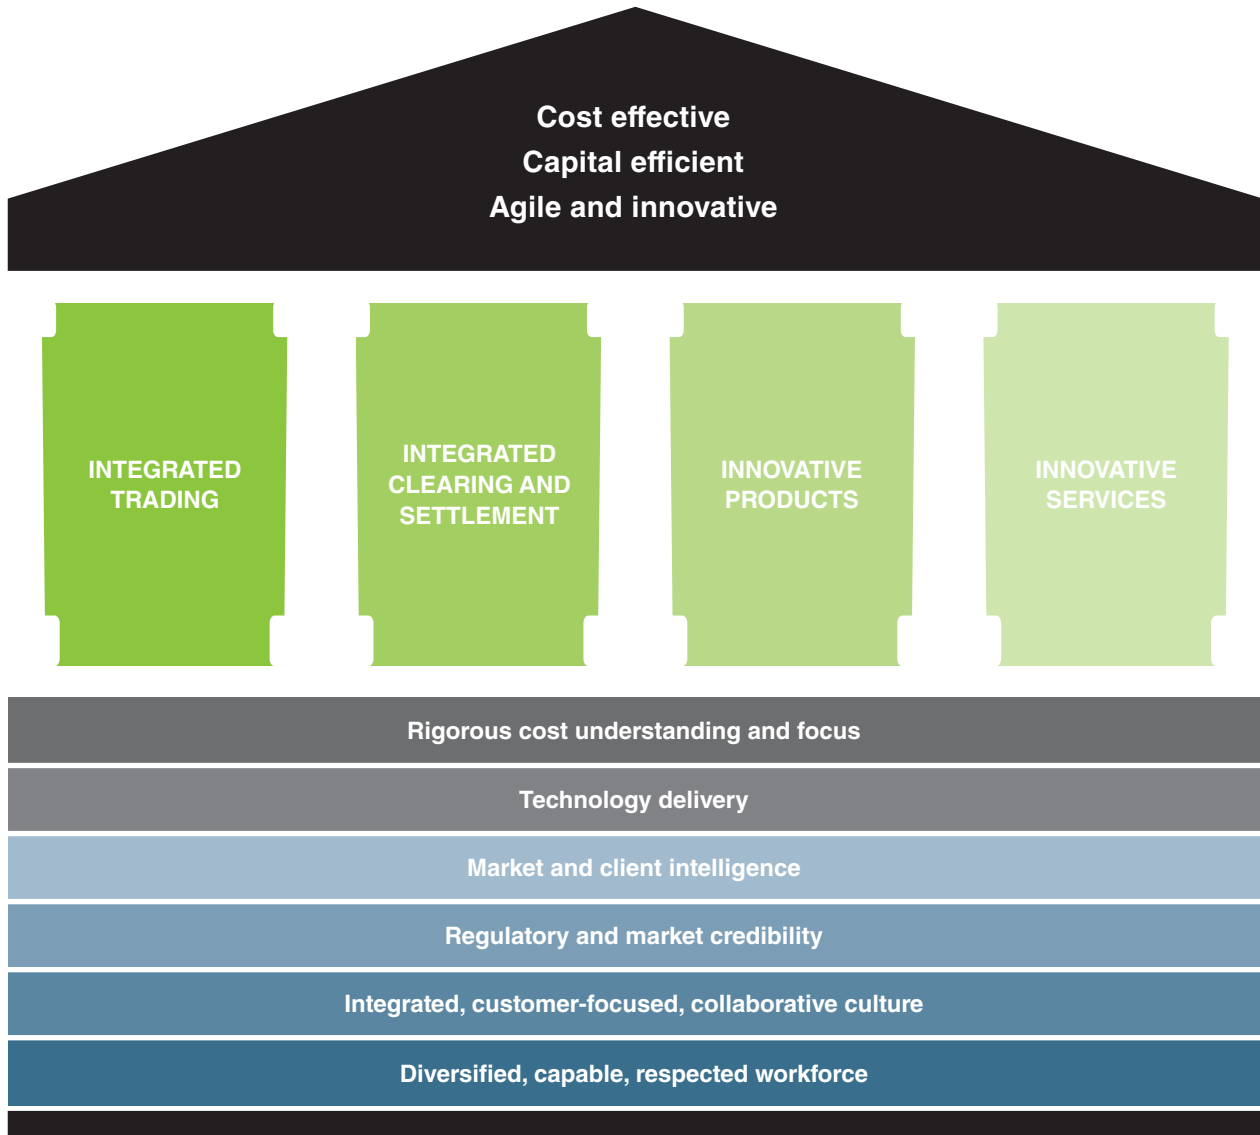 Cost effective
Capital efficient
Agile and innovative
INTEGRATED
TRADING
INTEGRATED
CLEARING AND
SETTLEMENT
INNOVATIVE
PRODUCTS
INNOVATIVE
SERVICES
Rigorous cost understanding and focus
Technology delivery
Market and client intelligence
Regulatory and market credibility
Integrated, customer-focused, collaborative culture
Diversified, capable, respected workforce